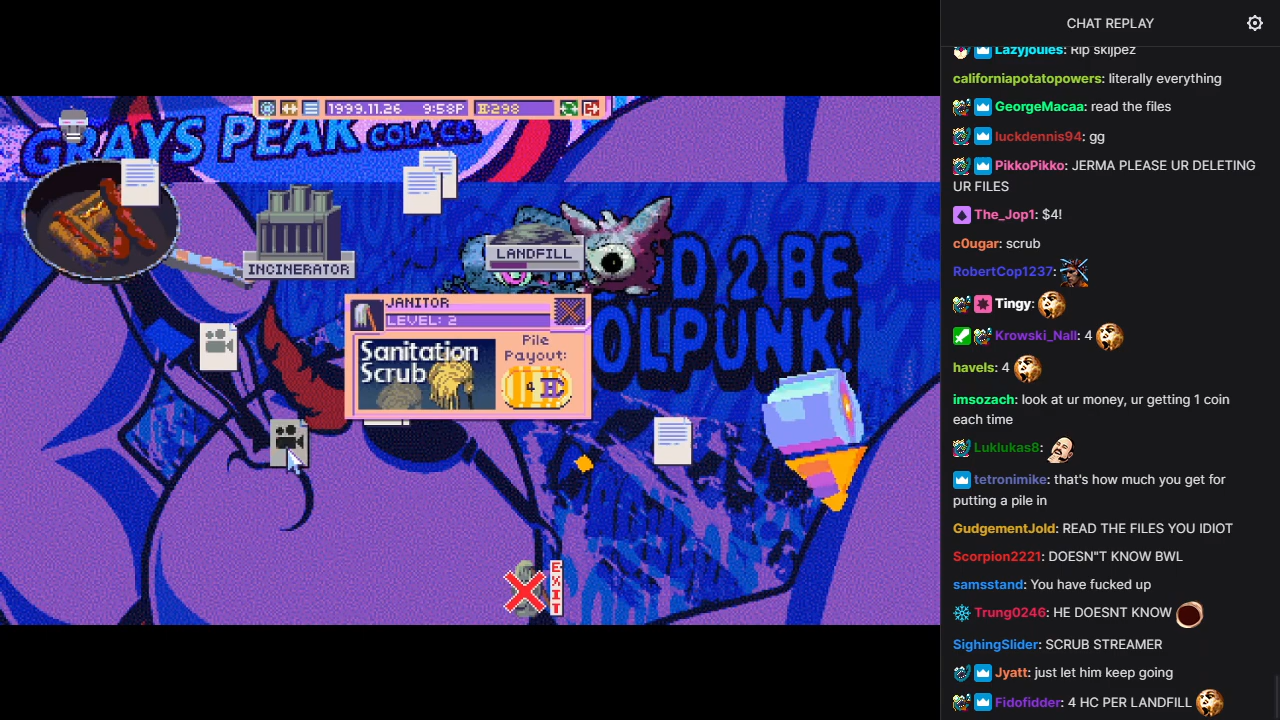 CHAT REPLAY
Lazyjoules: Rip skijpez
californiapotatopowers: literally everything
GeorgeMacaa: read the files
luckdennis94: gg
PikkoPikko: JERMA PLEASE UR DELETING
UR FILES
The_Jop1: $4!
c0ugar: scrub
RobertCop1237:
Tingy:
Krowski_Nall: 4
havels: 4
imsozach: look at ur money, ur getting 1 coin
each time
Luklukas8:
tetronimike: that's how much you get for
putting a pile in
GudgementJold: READ THE FILES YOU IDIOT
Scorpion2221: DOESN"T KNOW BWL
samsstand: You have fucked up
Trung0246: HE DOESNT KNOW
SighingSlider: SCRUB STREAMER
Jyatt: just let him keep going
Fidofidder: 4 HC PER LANDFILL
1999.11.26 9:58P 298
GRAYS PEAK COLA CO.
INCINERATOR
LANDFILL
D 2 BE
OLPUNK!
JANITOR
LEVEL: 2
Sanitation
Scrub
Pile
Payout:
4
EXIT